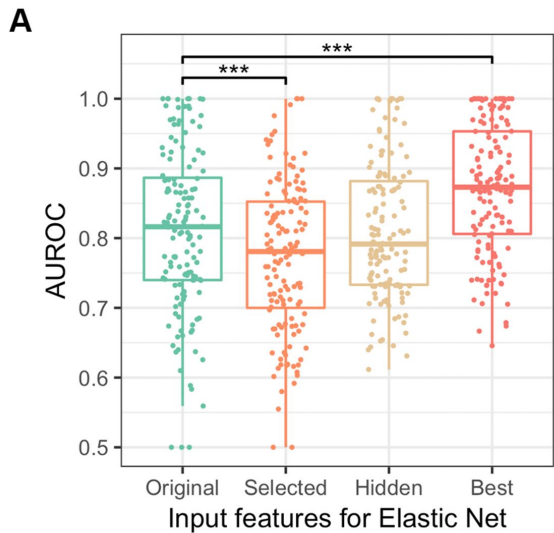 A
***
***
1.0
0.9
0.8
0.7
0.6
0.5
AUROC
Original Selected Hidden Best
Input features for Elastic Net